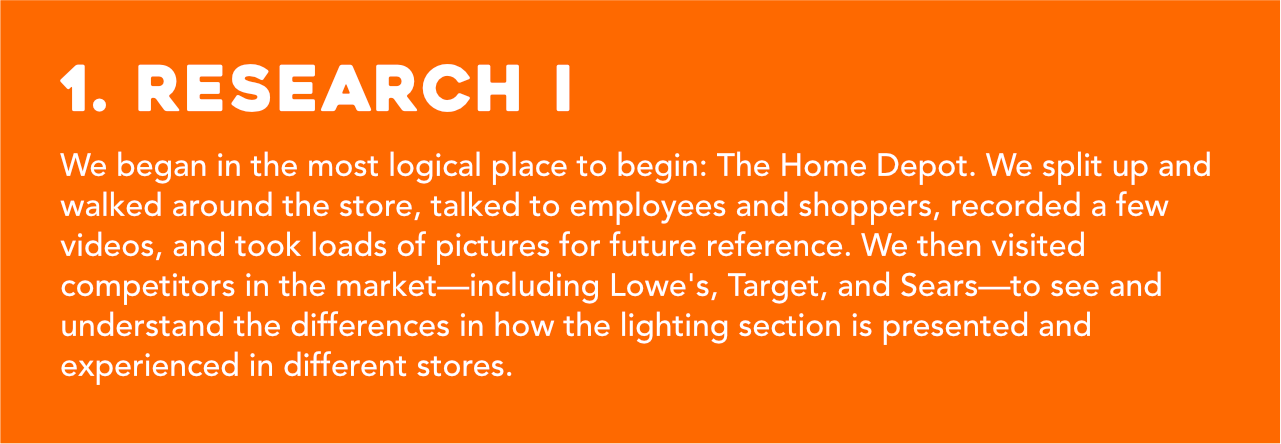 1. RESEARCH I
We began in the most logical place to begin: The Home Depot. We split up and
walked around the store, talked to employees and shoppers, recorded a few
videos, and took loads of pictures for future reference. We then visited
competitors in the market—including Lowe's, Target, and Sears—to see and
understand the differences in how the lighting section is presented and
experienced in different stores.